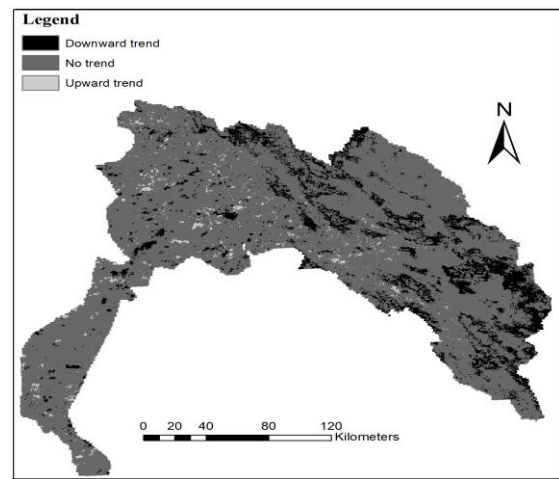 Legend
Downward trend
No trend
Upward trend
N
0 20 40 80 120
Kilometers